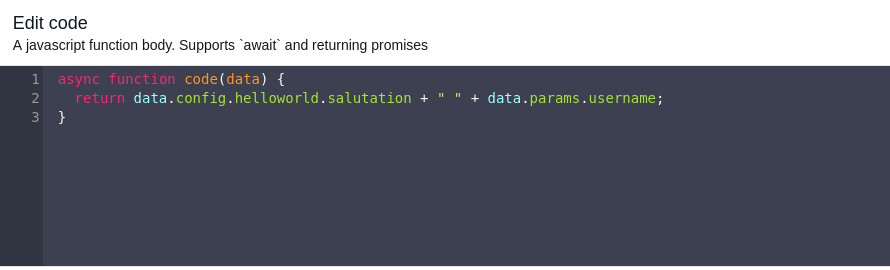 Edit code
A javascript function body. Supports `await` and returning promises
1 async function code(data) {
2   return data.config.helloworld.salutation + " " + data.params.username;
3 }